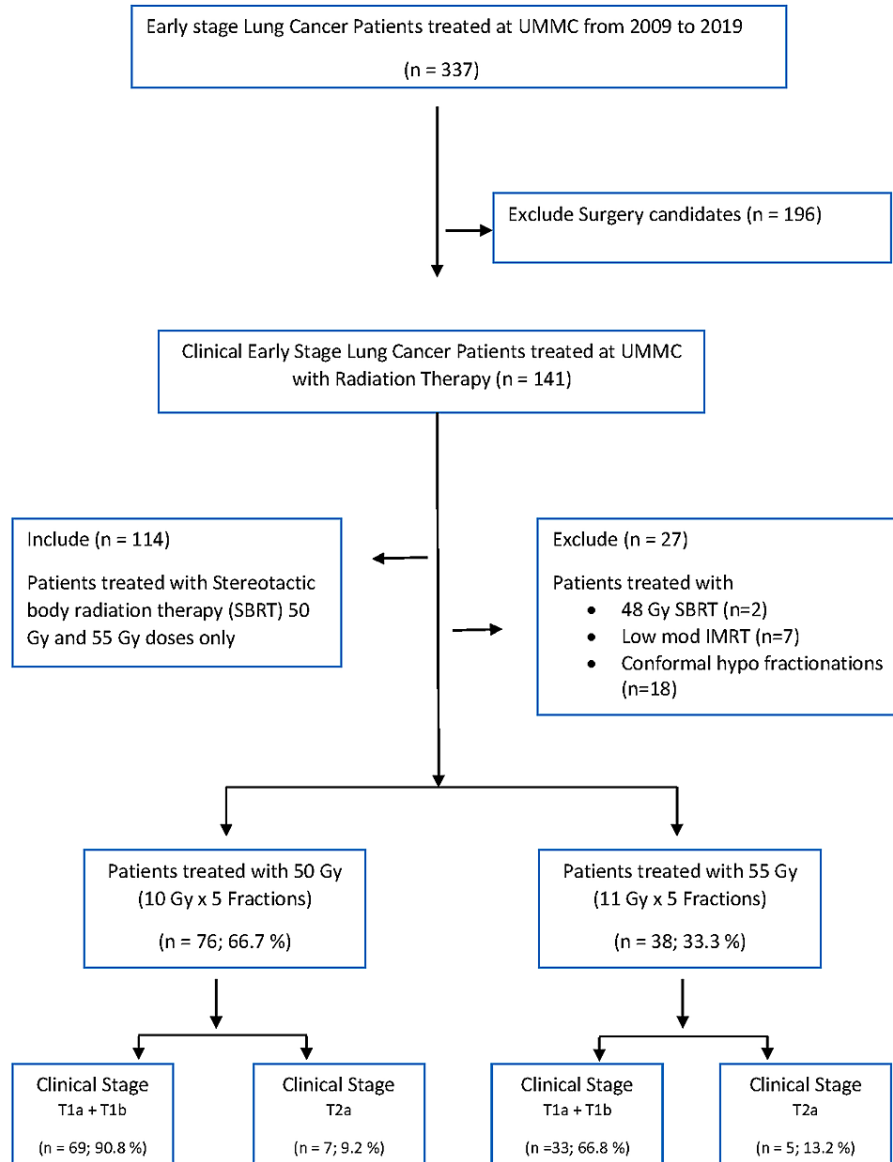 Early stage Lung Cancer Patients treated at UMMC from 2009 to 2019
(n = 337)
Exclude Surgery candidates (n = 196)
Clinical Early Stage Lung Cancer Patients treated at UMMC
with Radiation Therapy (n = 141)
Include (n = 114)
Patients treated with Stereotactic
body radiation therapy (SBRT) 50
Gy and 55 Gy doses only
Exclude (n = 27)
Patients treated with
• 48 Gy SBRT (n=2)
• Low mod IMRT (n=7)
• Conformal hypo fractionations
(n=18)
Patients treated with 50 Gy
(10 Gy x 5 Fractions)
(n = 76; 66.7 %)
Patients treated with 55 Gy
(11 Gy x 5 Fractions)
(n = 38; 33.3 %)
Clinical Stage
T1a + T1b
(n = 69; 90.8 %)
Clinical Stage
T2a
(n = 7; 9.2 %)
Clinical Stage
T1a + T1b
(n =33; 66.8 %)
Clinical Stage
T2a
(n = 5; 13.2 %)